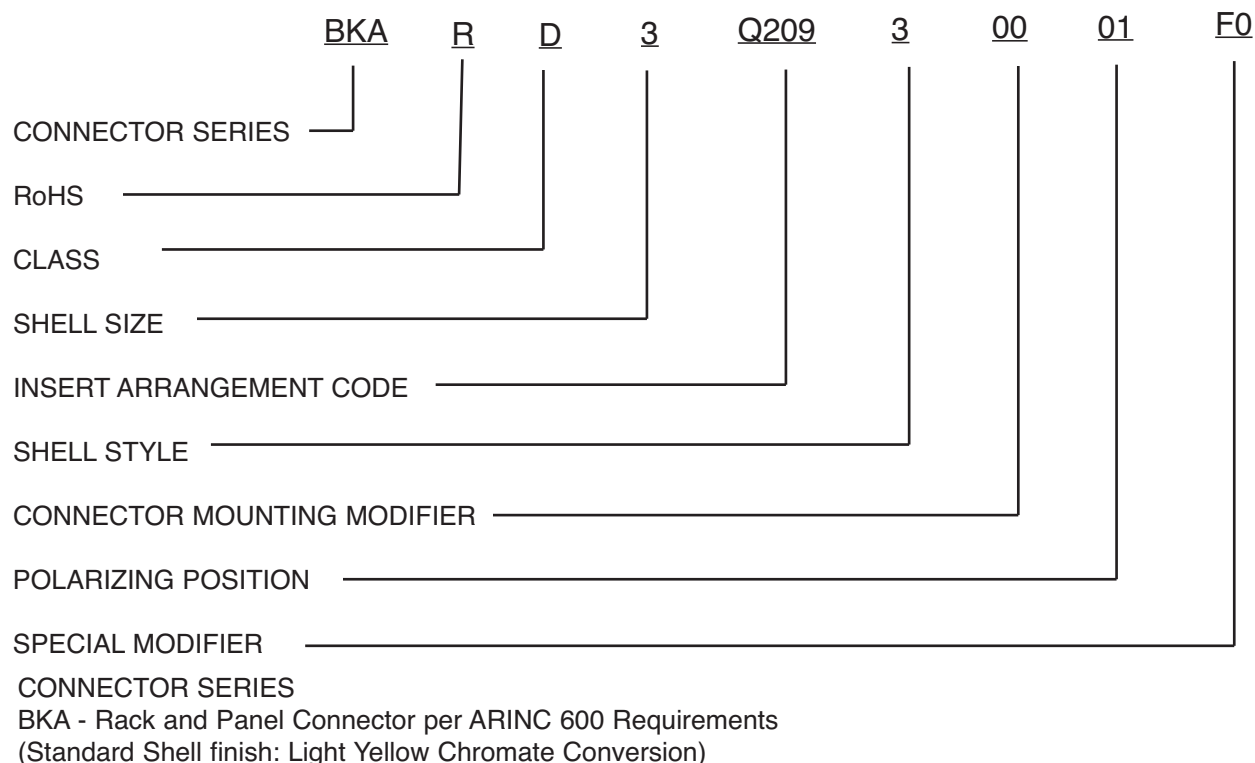 BKA R D 3 Q209 3 00 01 F0
CONNECTOR SERIES
RoHS
CLASS
SHELL SIZE
INSERT ARRANGEMENT CODE
SHELL STYLE
CONNECTOR MOUNTING MODIFIER
POLARIZING POSITION
SPECIAL MODIFIER
CONNECTOR SERIES
BKA - Rack and Panel Connector per ARINC 600 Requirements
(Standard Shell finish: Light Yellow Chromate Conversion)